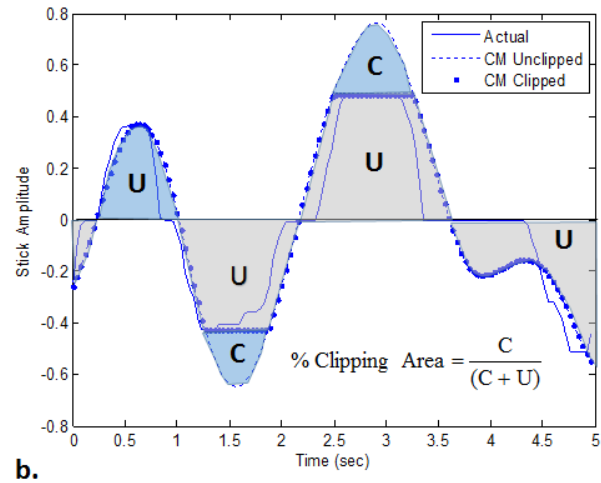 0.8
0.6
0.4
0.2
0
-0.2
-0.4
-0.6
-0.8
Stick Amplitude
Actual
CM Unclipped
CM Clipped
C
U
U
U
U
C
% Clipping Area = C / (C + U)
0 0.5 1 1.5 2 2.5 3 3.5 4 4.5 5
Time (sec)
b.